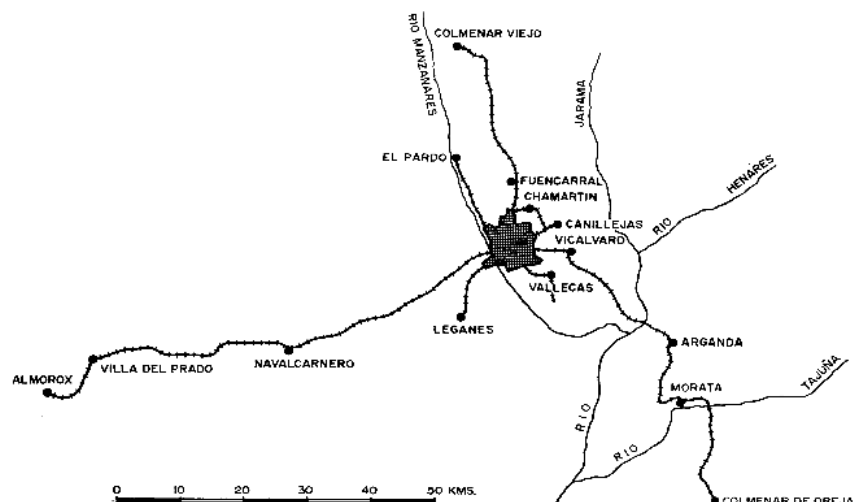 COLMENAR VIEJO
RIO MANZANARES
JARAMA
EL PARDO
FUENCARRAL
CHAMARTIN
HENARES
RIO
CANILLEJAS
VICALVARO
VALLECAS
LEGANES
ARGANDA
NAVALCARNERO
VILLA DEL PRADO
ALMOROX
MORATA
TAJUÑA
RIO
RIO
0 10 20 30 40 50 KMS.
COLMENAR DE OREJA